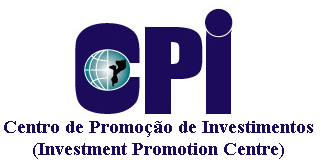 CPI
Centro de Promoção de Investimentos
(Investment Promotion Centre)